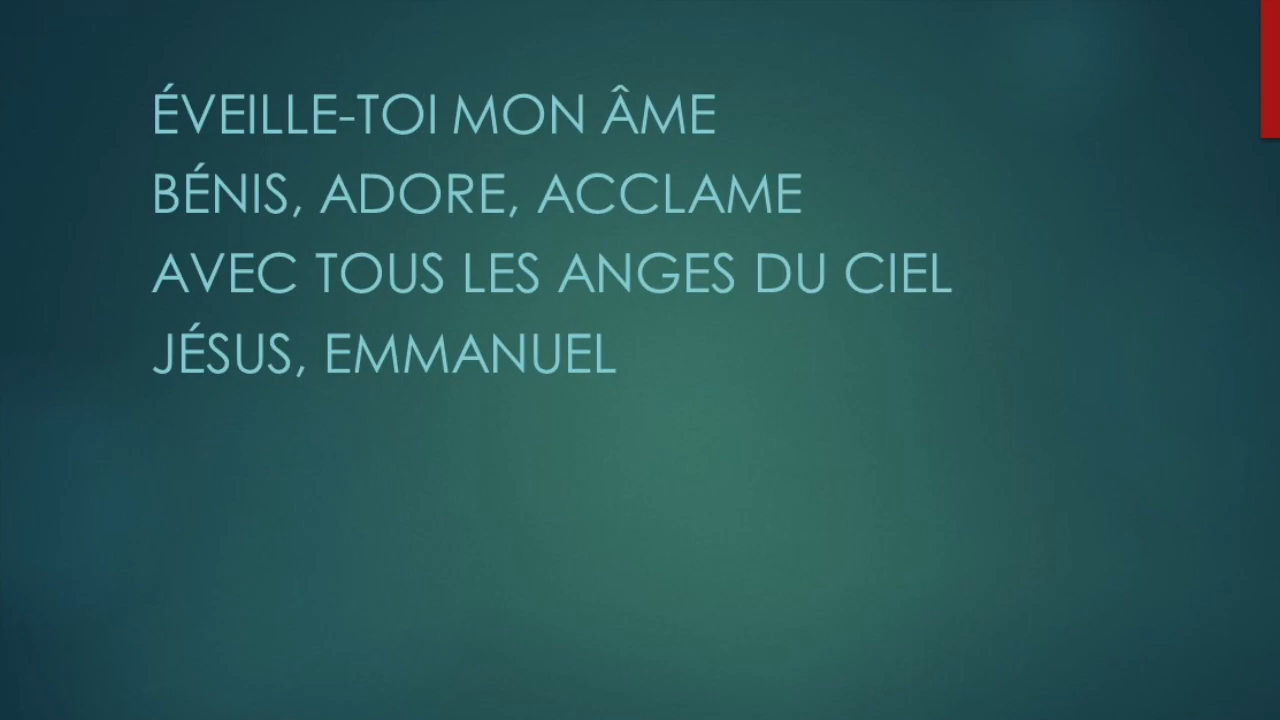 ÉVEILLE-TOI MON ÂME
BÉNIS, ADORE, ACCLAME
AVEC TOUS LES ANGES DU CIEL
JÉSUS, EMMANUEL